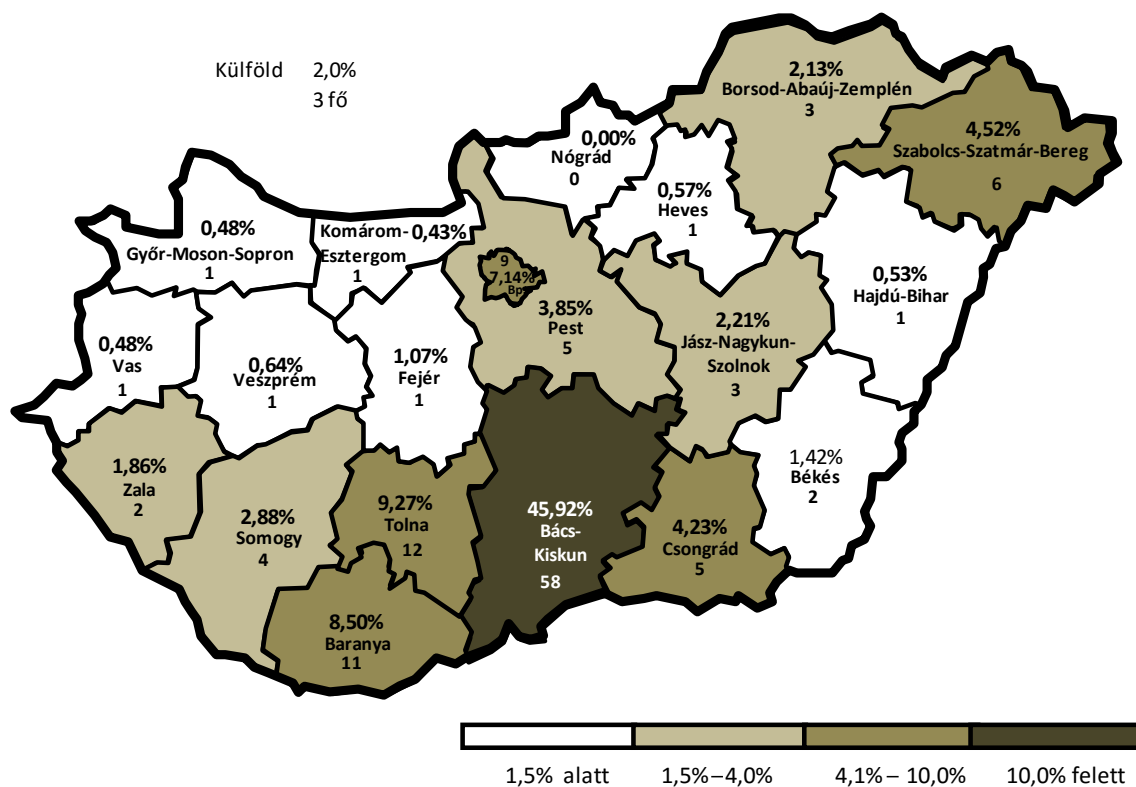 Külföld 2,0%
3 fő
2,13%
Borsod-Abaúj-Zemplén
3
4,52%
Szabolcs-Szatmár-Bereg
6
0,00%
Nógrád
0
0,57%
Heves
1
0,48%
Győr-Moson-Sopron
1
Komárom- 0,43%
Esztergom
1
9
7,14%
Bp.
3,85%
Pest
5
0,53%
Hajdú-Bihar
1
2,21%
Jász-Nagykun-
Szolnok
3
0,48%
Vas
1
0,64%
Veszprém
1
1,07%
Fejér
1
1,42%
Békés
2
1,86%
Zala
2
2,88%
Somogy
4
9,27%
Tolna
12
45,92%
Bács-
Kiskun
58
4,23%
Csongrád
5
8,50%
Baranya
11
1,5% alatt 1,5%–4,0% 4,1%– 10,0% 10,0% felett